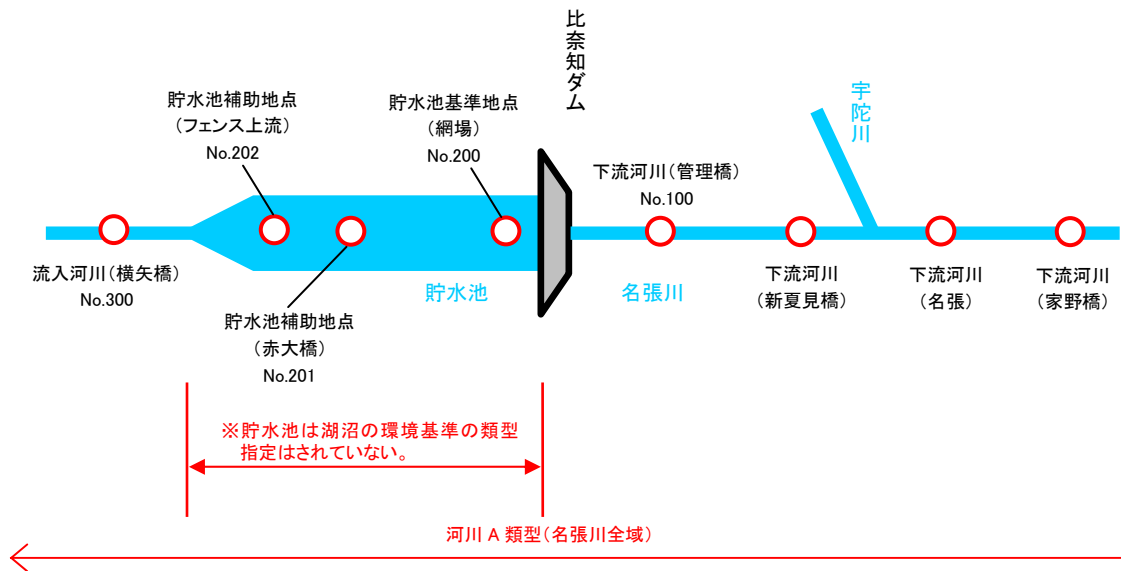 比奈知ダム
貯水池補助地点
(フェンス上流)
No.202
貯水池基準地点
(網場)
No.200
宇陀川
下流河川(管理橋)
No.100
流入河川(横矢橋)
No.300
貯水池
名張川
下流河川
(新夏見橋)
下流河川
(名張)
下流河川
(家野橋)
貯水池補助地点
(赤大橋)
No.201
※貯水池は湖沼の環境基準の類型
指定はされていない。
河川 A 類型(名張川全域)